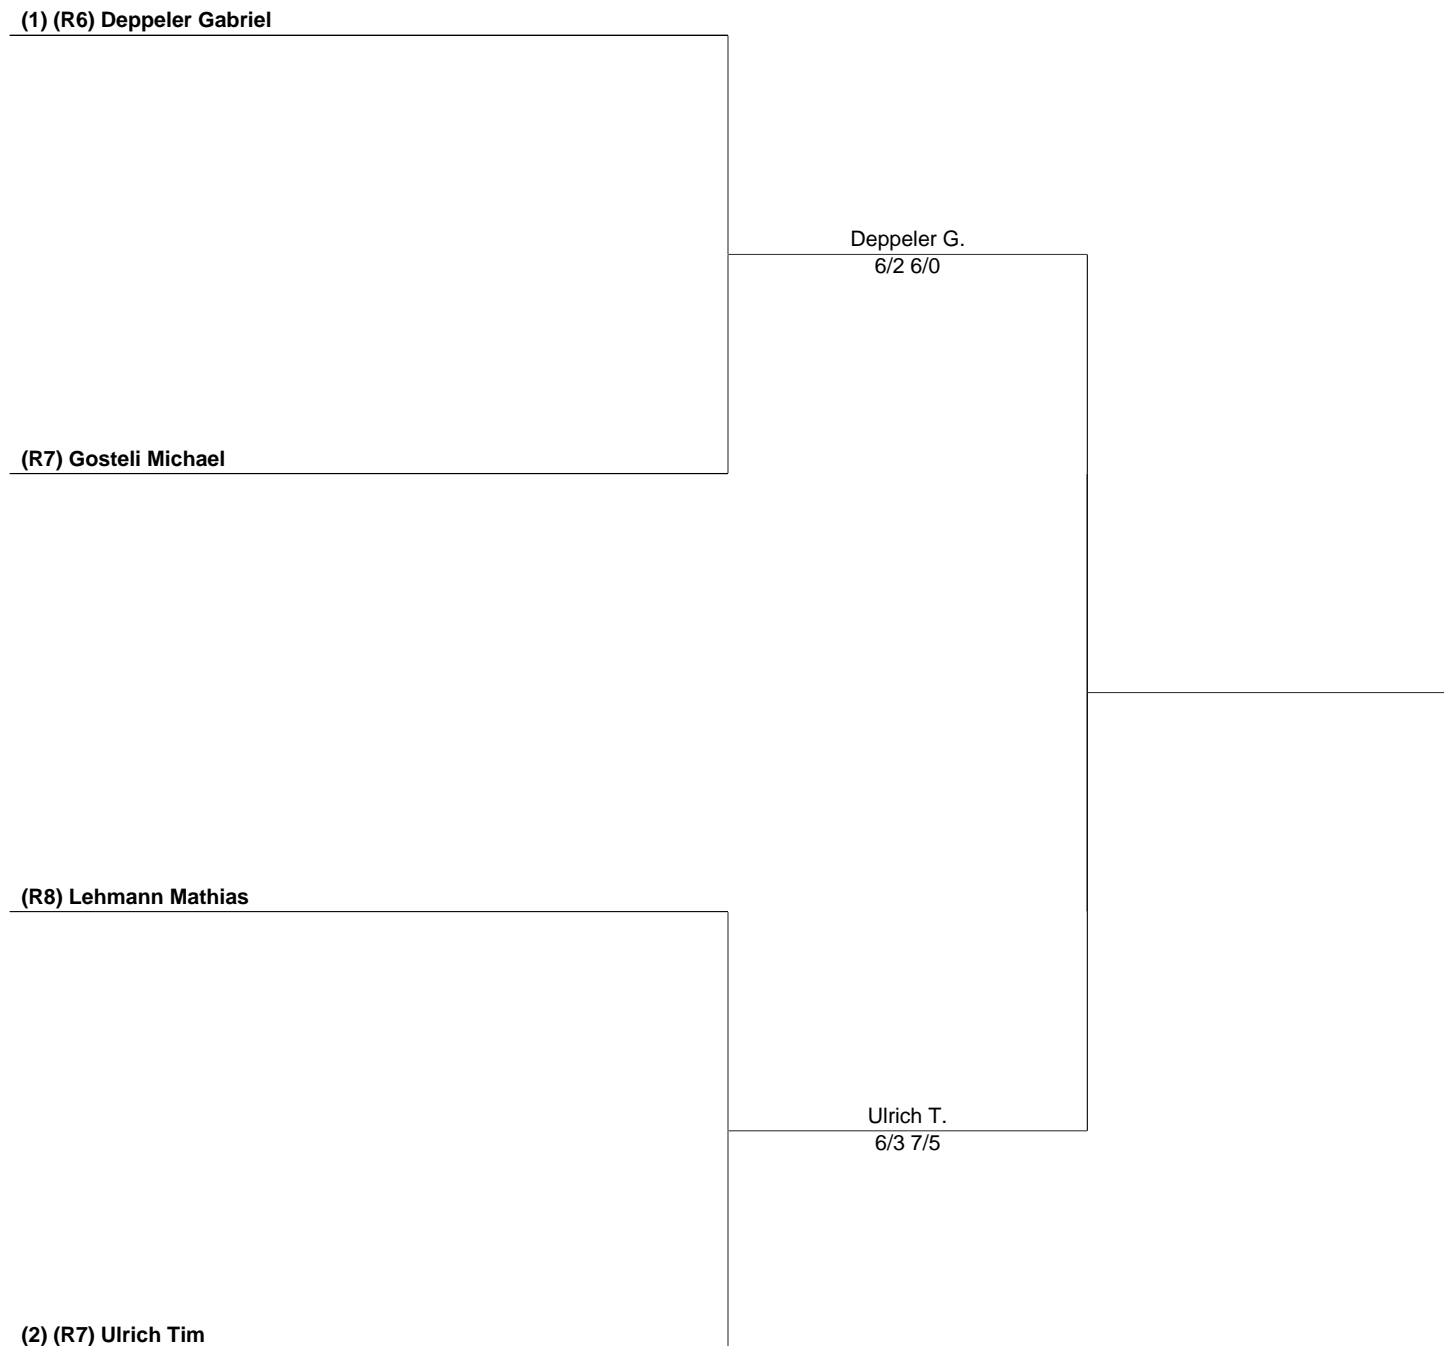 (1) (R6) Deppeler Gabriel
Deppeler G.
6/2 6/0
(R7) Gosteli Michael
(R8) Lehmann Mathias
Ulrich T.
6/3 7/5
(2) (R7) Ulrich Tim